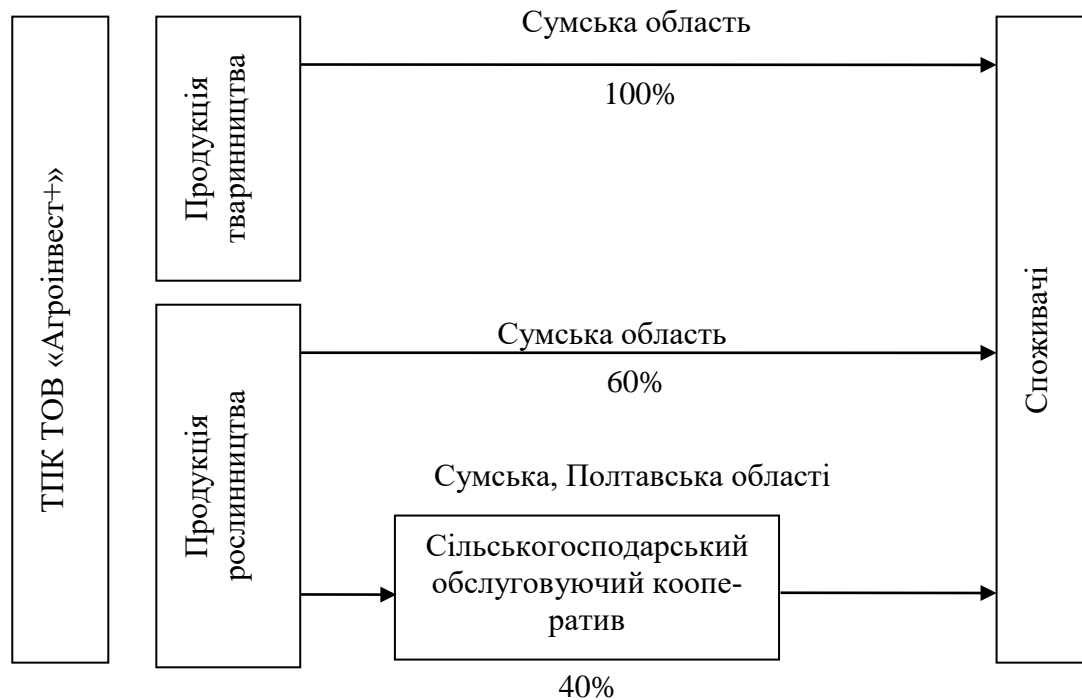 ТПК ТОВ «Агроінвест+»
Продукція
тваринництва
Сумська область
100%
Продукція
рослинництва
Сумська область
60%
Сумська, Полтавська області
Сільськогосподарський
обслуговуючий коопе-
ратив
40%
Споживачі